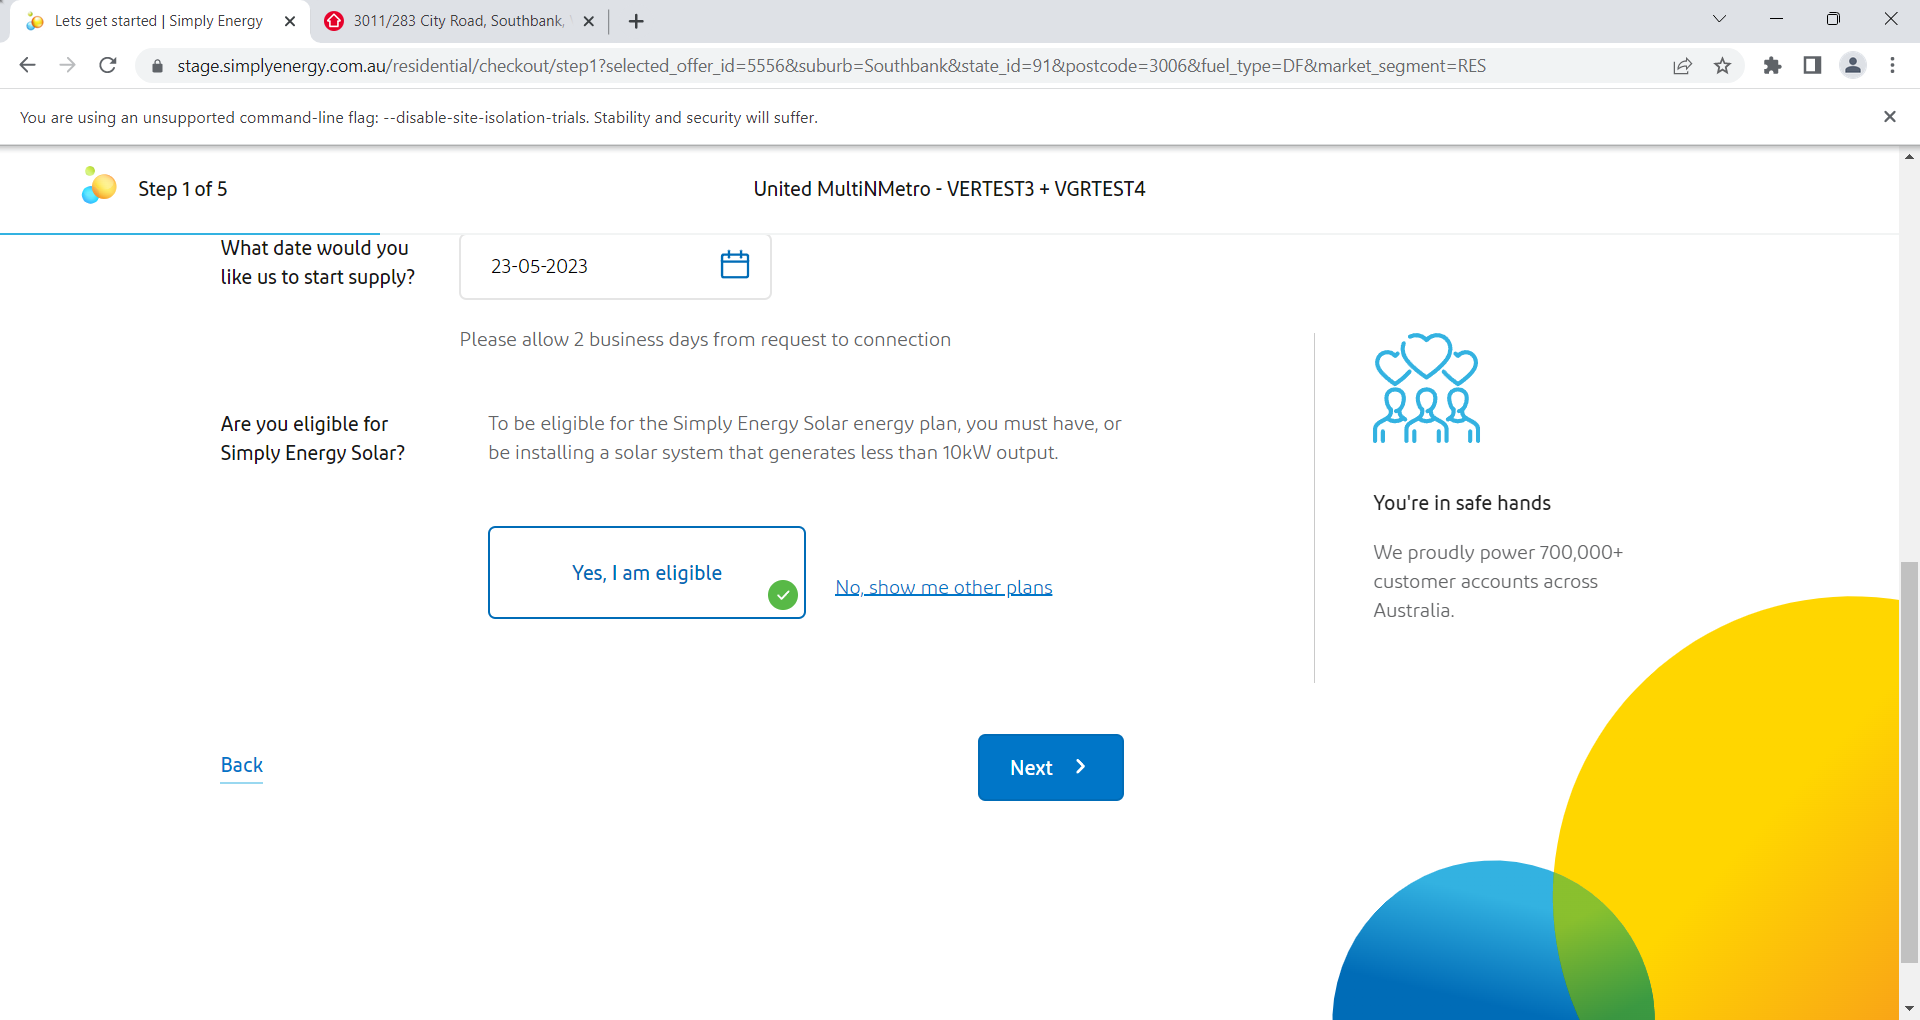 Lets get started | Simply Energy
3011/283 City Road, Southbank,
stage.simplyenergy.com.au/residential/checkout/step1?selected_offer_id=5556&suburb=Southbank&state_id=91&postcode=3006&fuel_type=DF&market_segment=RES
You are using an unsupported command-line flag: --disable-site-isolation-trials. Stability and security will suffer.
Step 1 of 5
United MultiNMetro - VERTEST3 + VGRTEST4
What date would you
like us to start supply?
23-05-2023
Please allow 2 business days from request to connection
Are you eligible for
Simply Energy Solar?
To be eligible for the Simply Energy Solar energy plan, you must have, or
be installing a solar system that generates less than 10kW output.
Yes, I am eligible
No, show me other plans
You're in safe hands
We proudly power 700,000+
customer accounts across
Australia.
Back
Next